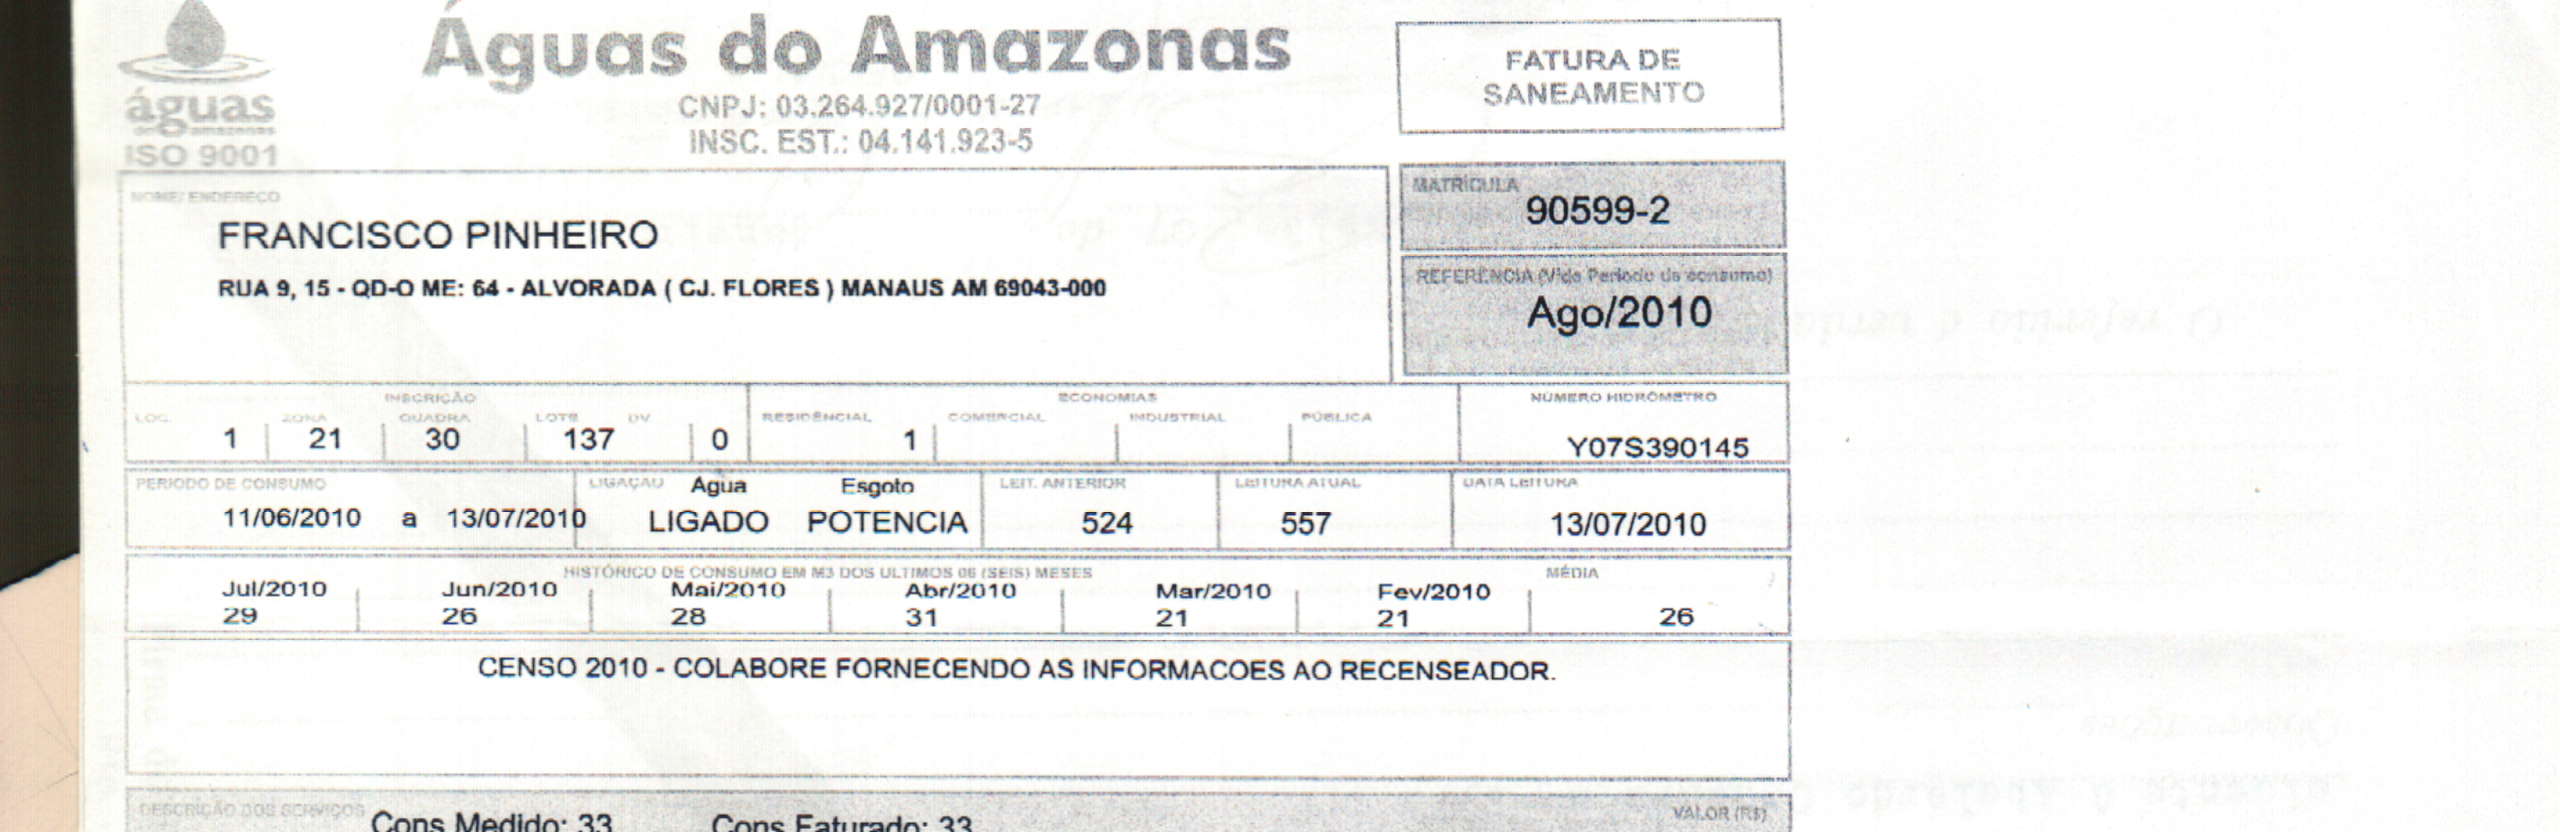 Águas do Amazonas
águas
do amazonas
ISO 9001
CNPJ: 03.264.927/0001-27
INSC. EST.: 04.141.923-5
FATURA DE
SANEAMENTO
NOME/ ENDEREÇO
FRANCISCO PINHEIRO
RUA 9, 15 - QD-O ME: 64 - ALVORADA ( CJ. FLORES ) MANAUS AM 69043-000
MATRÍCULA
90599-2
REFERÊNCIA (Vide Período de consumo)
Ago/2010
INSCRIÇÃO ECONOMIAS NÚMERO HIDRÔMETRO
LOC. ZONA QUADRA LOTE DV RESIDÊNCIAL COMERCIAL INDUSTRIAL PÚBLICA
1 21 30 137 0 1 Y07S390145
PERÍODO DE CONSUMO LIGAÇÃO Agua Esgoto LEIT. ANTERIOR LEITURA ATUAL DATA LEITURA
11/06/2010 a 13/07/2010 LIGADO POTENCIA 524 557 13/07/2010
HISTÓRICO DE CONSUMO EM M3 DOS ÚLTIMOS 06 (SEIS) MESES MÉDIA
Jul/2010 Jun/2010 Mai/2010 Abr/2010 Mar/2010 Fev/2010
29 26 28 31 21 21 26
CENSO 2010 - COLABORE FORNECENDO AS INFORMACOES AO RECENSEADOR.
DESCRIÇÃO DOS SERVIÇOS VALOR (R$)
Cons Medido: 33 Cons Faturado: 33